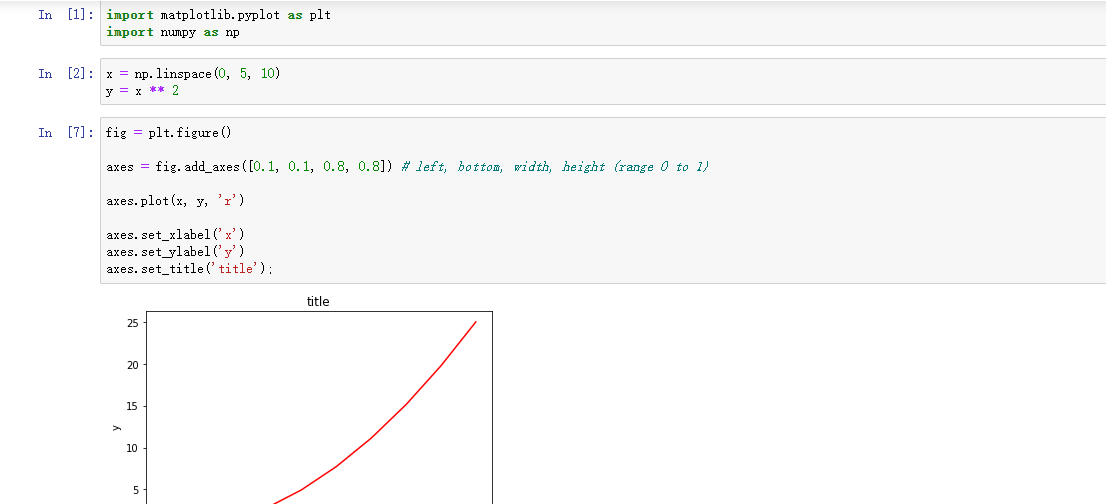 In [1]: import matplotlib.pyplot as plt
import numpy as np
In [2]: x = np.linspace(0, 5, 10)
y = x ** 2
In [7]: fig = plt.figure()
axes = fig.add_axes([0.1, 0.1, 0.8, 0.8]) # left, bottom, width, height (range 0 to 1)
axes.plot(x, y, 'r')
axes.set_xlabel('x')
axes.set_ylabel('y')
axes.set_title('title');
title
25
20
15
y
10
5